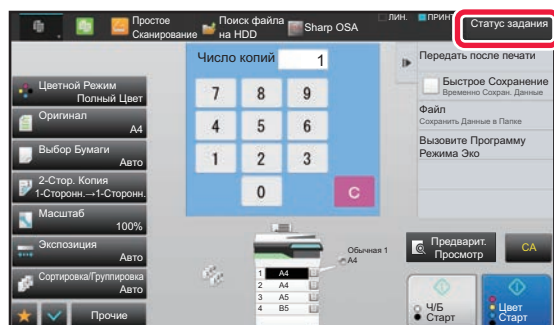 Простое
Сканирование
Поиск файла
на HDD
Sharp OSA
ЛИН.
ПРИНТ
Статус задания
Число копий 1
7 8 9
4 5 6
1 2 3
0 C
Цветной Режим
Полный Цвет
Оригинал
A4
Выбор Бумаги
Авто
2-Стор. Копия
1-Сторонн.→1-Сторонн.
Масштаб
100%
Экспозиция
Авто
Сортировка/Группировка
Авто
Прочие
Обычная 1
A4
1 A4
2 A4
3 A5
4 B5
Передать после печати
Быстрое Сохранение
Временно Сохран. Данные
Файл
Сохранить Данные в Папке
Вызовите Программу
Режима Эко
Предварит.
Просмотр
CA
Ч/Б
Старт
Цвет
Старт